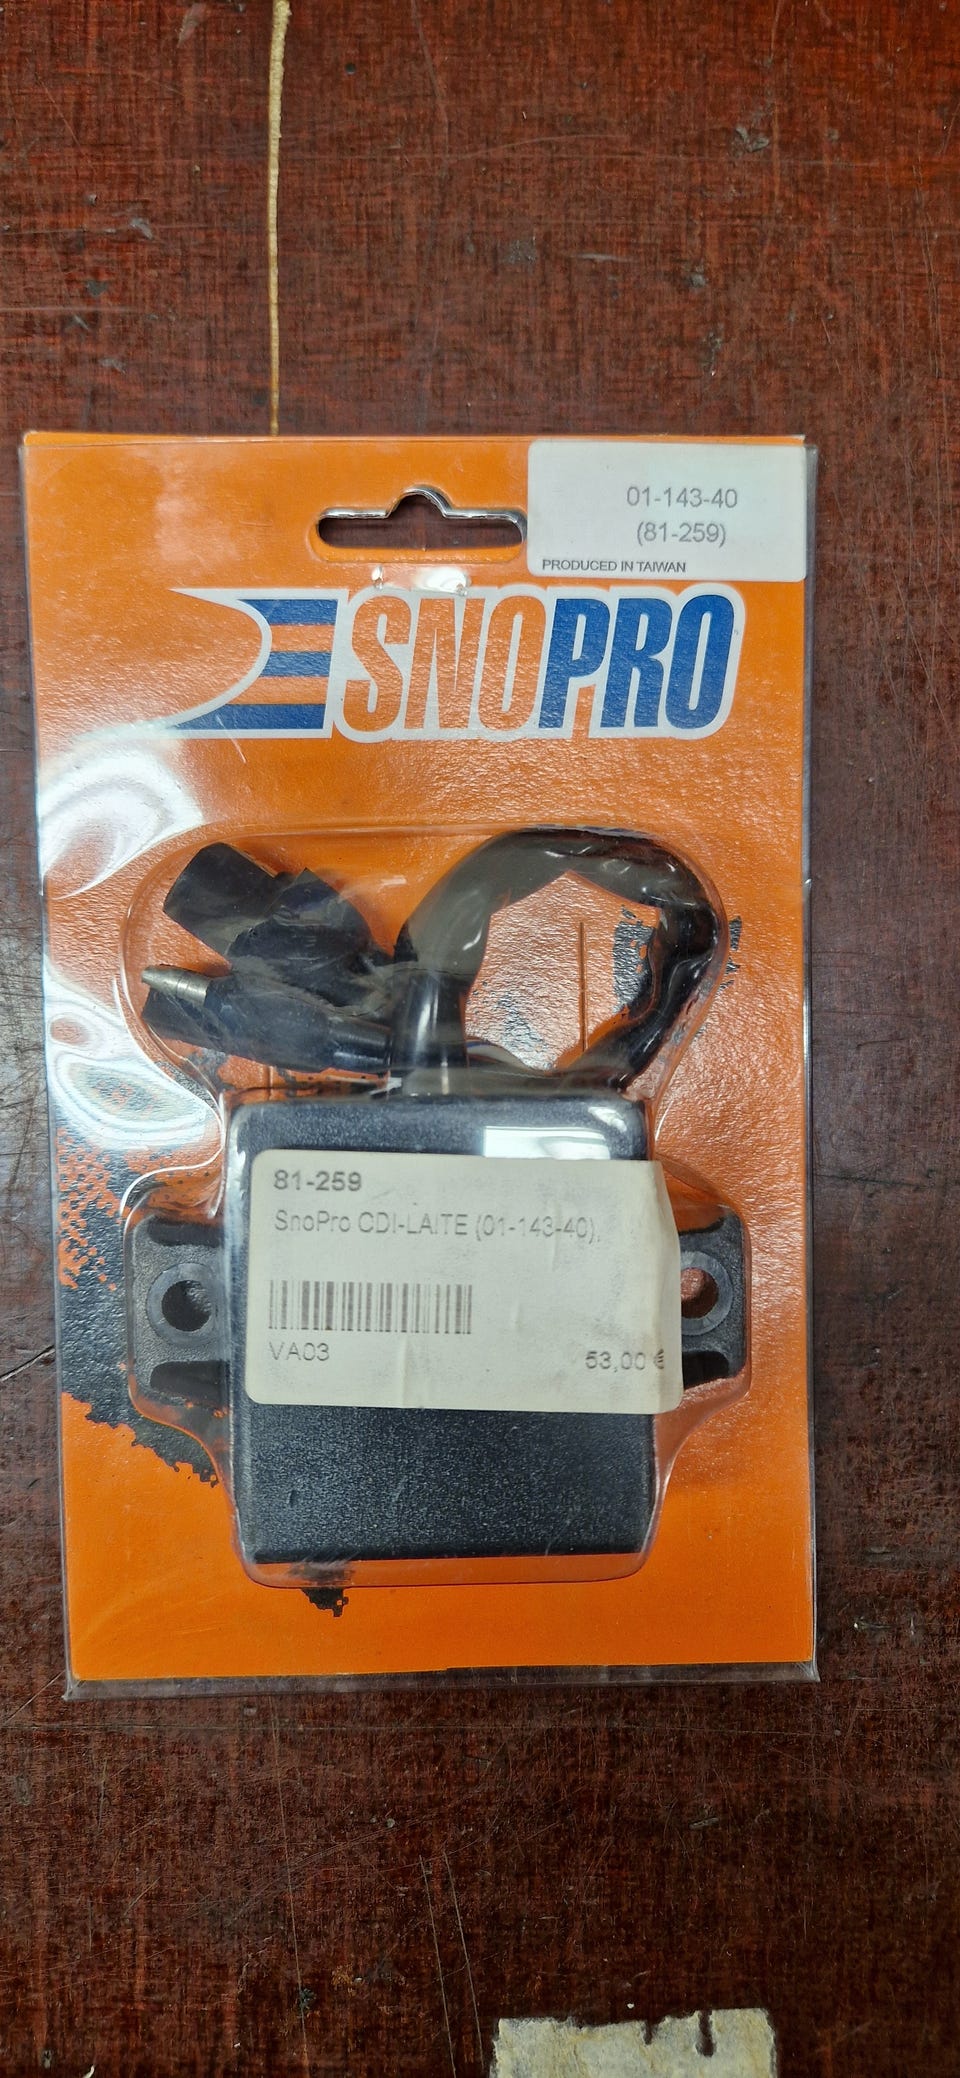 01-143-40
(81-259)
PRODUCED IN TAIWAN
SNOPRO
81-259
SnoPro CDI-LAITE (01-143-40),
VA03
53,00 €